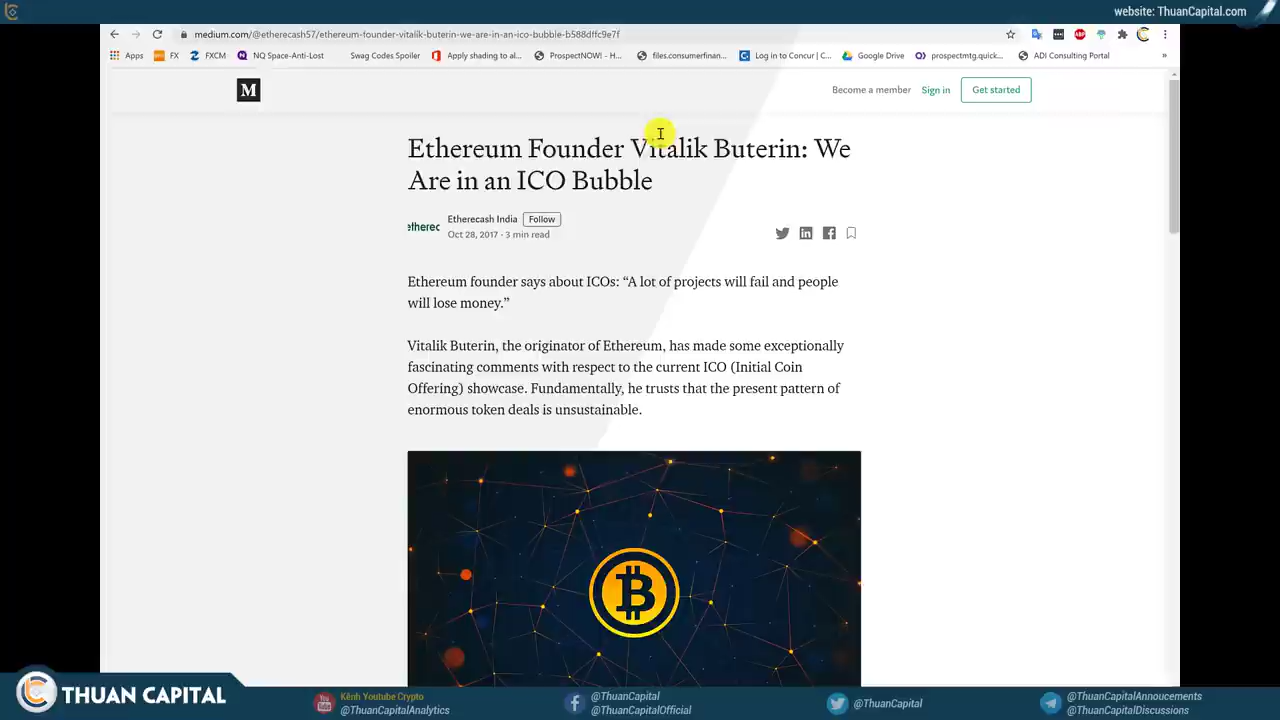 website: ThuanCapital.com
medium.com/@etherecash57/ethereum-founder-vitalik-buterin-we-are-in-an-ico-bubble-b588dffc9e7f
Apps FX FXCM NQ Space-Anti-Lost Swag Codes Spoiler Apply shading to al... ProspectNOW! - H... files.consumerfinan... Log in to Concur | C... Google Drive prospectmtg.quick... ADI Consulting Portal »
M
Become a member Sign in Get started
Ethereum Founder Vitalik Buterin: We
Are in an ICO Bubble
etherec
Etherecash India Follow
Oct 28, 2017 · 3 min read
Ethereum founder says about ICOs: “A lot of projects will fail and people
will lose money.”
Vitalik Buterin, the originator of Ethereum, has made some exceptionally
fascinating comments with respect to the current ICO (Initial Coin
Offering) showcase. Fundamentally, he trusts that the present pattern of
enormous token deals is unsustainable.
THUAN CAPITAL
Kênh Youtube Crypto
@ThuanCapitalAnalytics
@ThuanCapital
@ThuanCapitalOfficial
@ThuanCapital
@ThuanCapitalAnnoucements
@ThuanCapitalDiscussions